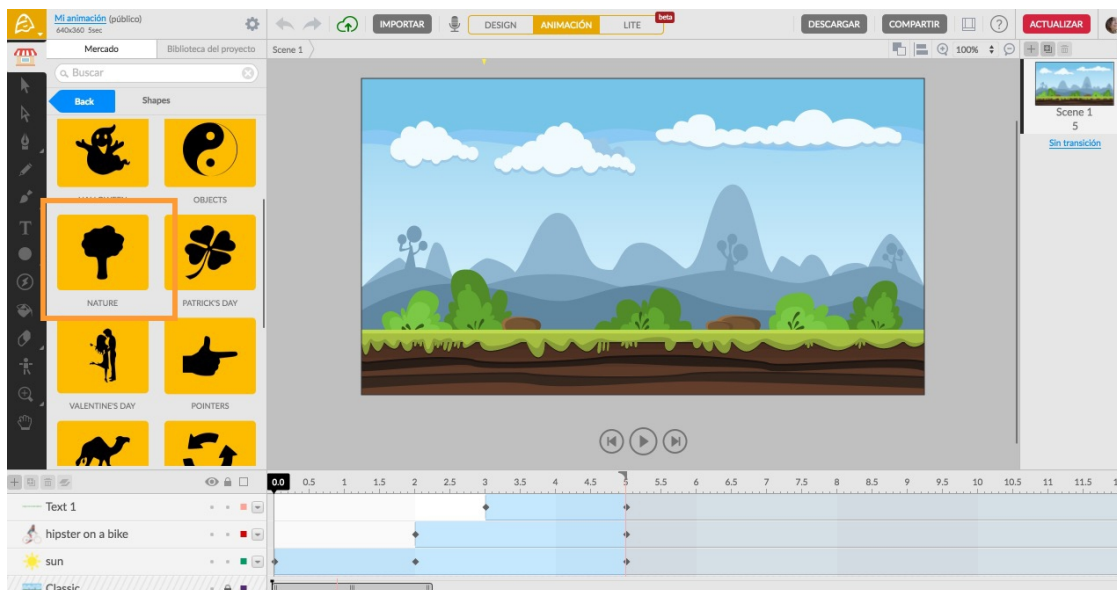 Mi animación (público)
640x360 5sec
IMPORTAR
DESIGN
ANIMACIÓN
LITE
beta
DESCARGAR
COMPARTIR
?
ACTUALIZAR
Mercado
Biblioteca del proyecto
Scene 1
100%
Buscar
Back
Shapes
OBJECTS
NATURE
PATRICK'S DAY
VALENTINE'S DAY
POINTERS
T
Scene 1
5
Sin transición
0.0 0.5 1 1.5 2 2.5 3 3.5 4 4.5 5 5.5 6 6.5 7 7.5 8 8.5 9 9.5 10 10.5 11 11.5 1
Text 1
hipster on a bike
sun
Classic